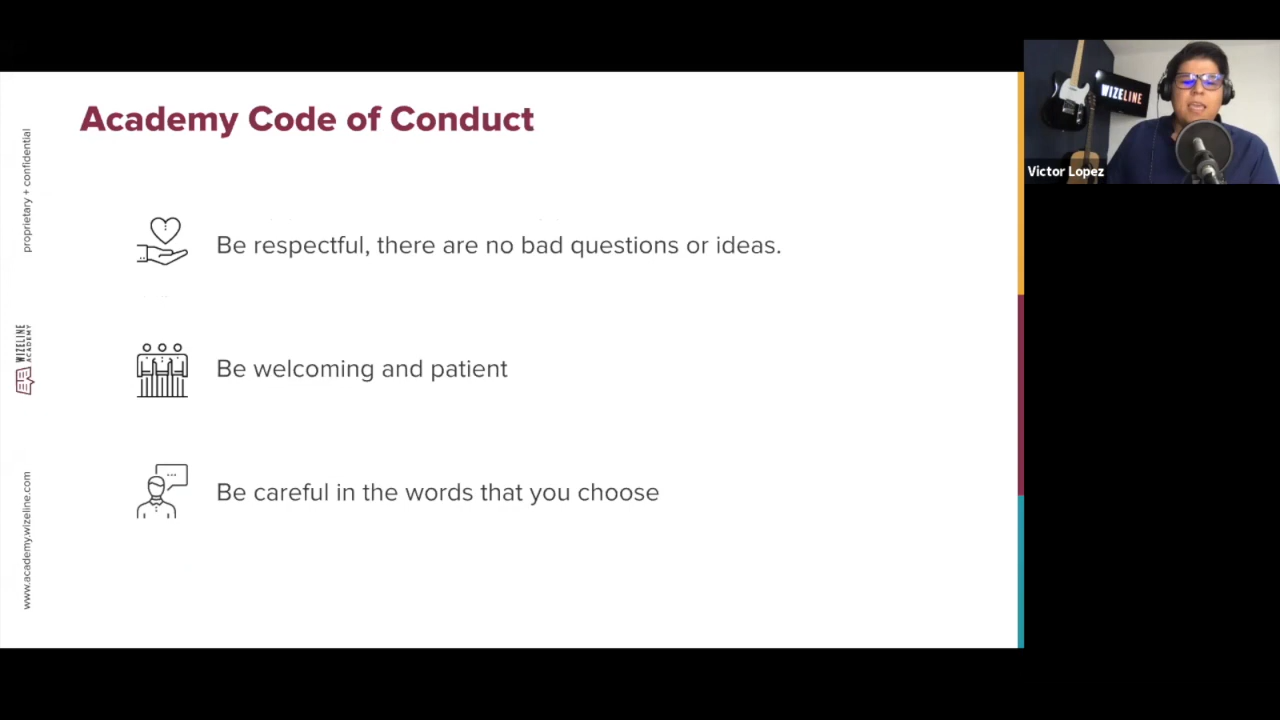 Academy Code of Conduct
Be respectful, there are no bad questions or ideas.
Be welcoming and patient
Be careful in the words that you choose
proprietary + confidential
WIZELINE
ACADEMY
www.academy.wizeline.com
WIZELINE
Victor Lopez